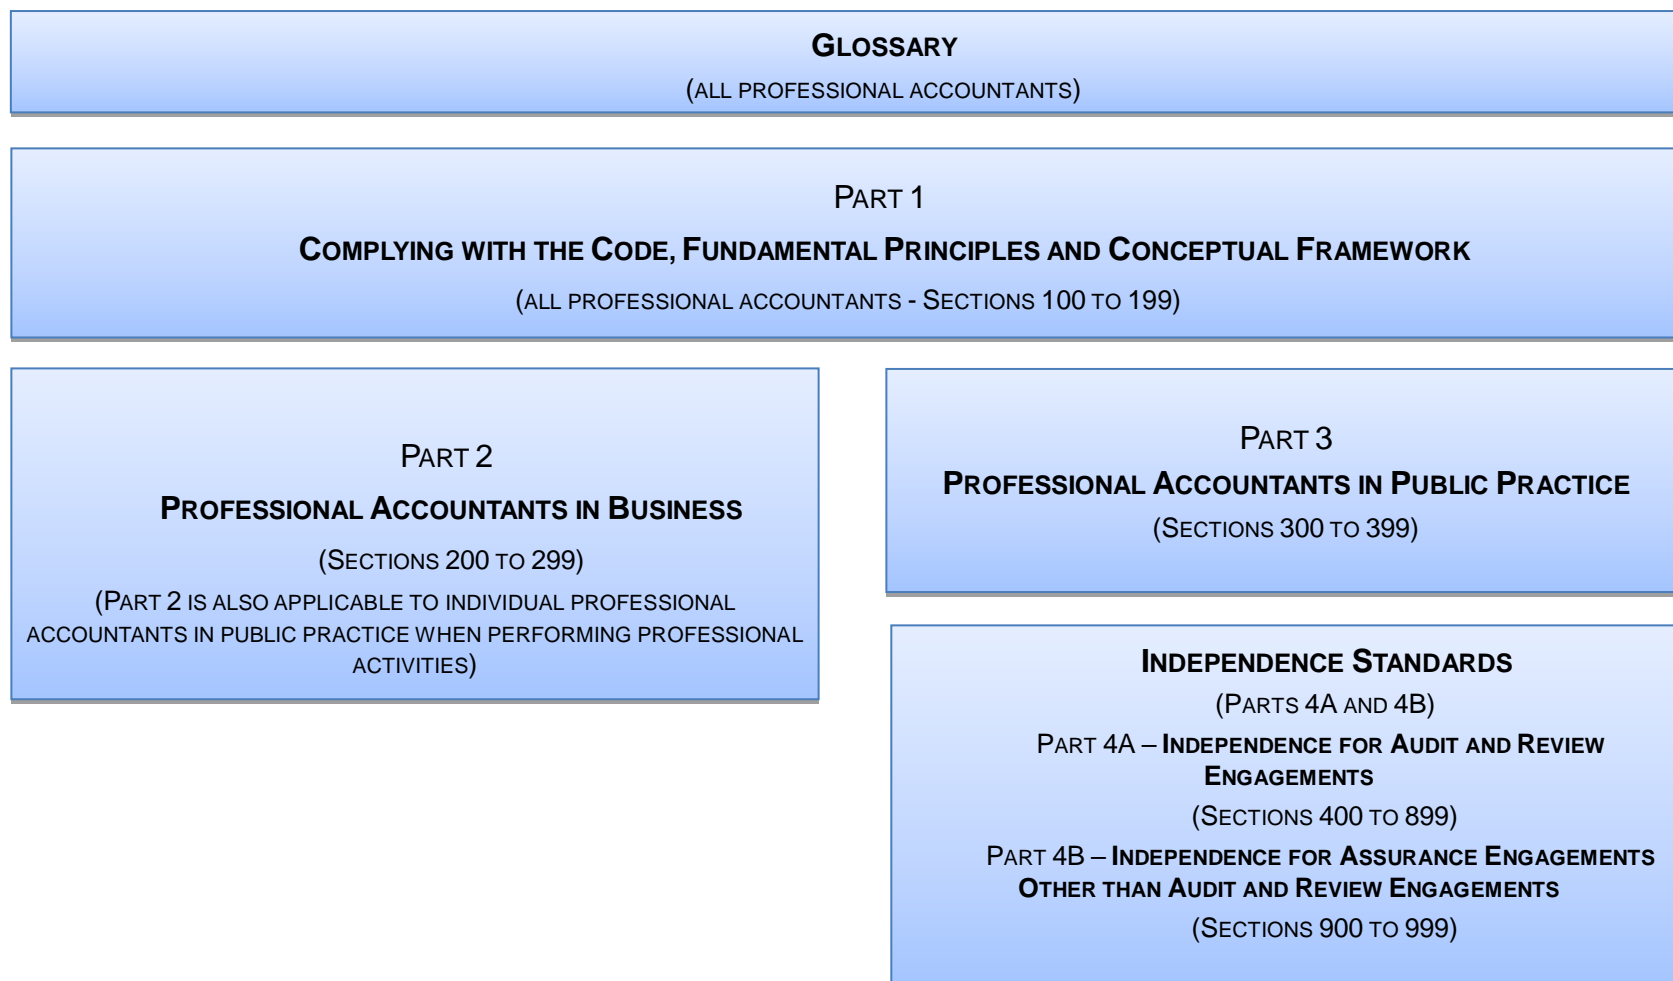 GLOSSARY
(ALL PROFESSIONAL ACCOUNTANTS)
PART 1
COMPLYING WITH THE CODE, FUNDAMENTAL PRINCIPLES AND CONCEPTUAL FRAMEWORK
(ALL PROFESSIONAL ACCOUNTANTS - SECTIONS 100 TO 199)
PART 2
PROFESSIONAL ACCOUNTANTS IN BUSINESS
(SECTIONS 200 TO 299)
(PART 2 IS ALSO APPLICABLE TO INDIVIDUAL PROFESSIONAL
ACCOUNTANTS IN PUBLIC PRACTICE WHEN PERFORMING PROFESSIONAL
ACTIVITIES)
PART 3
PROFESSIONAL ACCOUNTANTS IN PUBLIC PRACTICE
(SECTIONS 300 TO 399)
INDEPENDENCE STANDARDS
(PARTS 4A AND 4B)
PART 4A – INDEPENDENCE FOR AUDIT AND REVIEW
ENGAGEMENTS
(SECTIONS 400 TO 899)
PART 4B – INDEPENDENCE FOR ASSURANCE ENGAGEMENTS
OTHER THAN AUDIT AND REVIEW ENGAGEMENTS
(SECTIONS 900 TO 999)